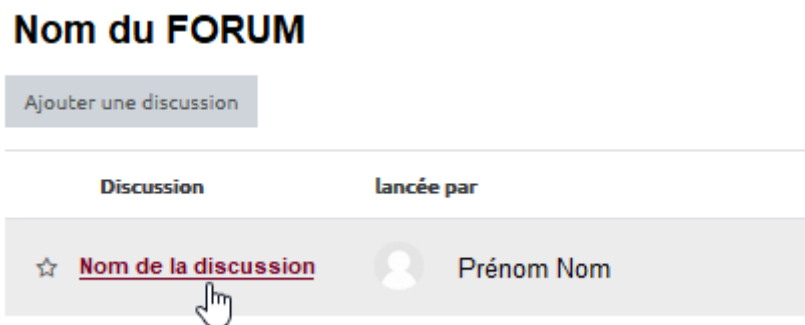 Nom du FORUM
Ajouter une discussion
Discussion lancée par
Nom de la discussion Prénom Nom